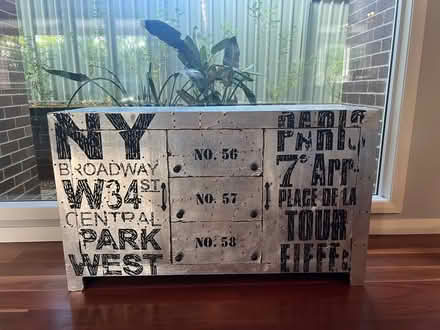 NY
BROADWAY
W34ST
CENTRAL
PARK
WEST
NO. 56
NO. 57
NO. 58
PARIS
7e Arr
PLACE DE LA
TOUR
EIFFEL